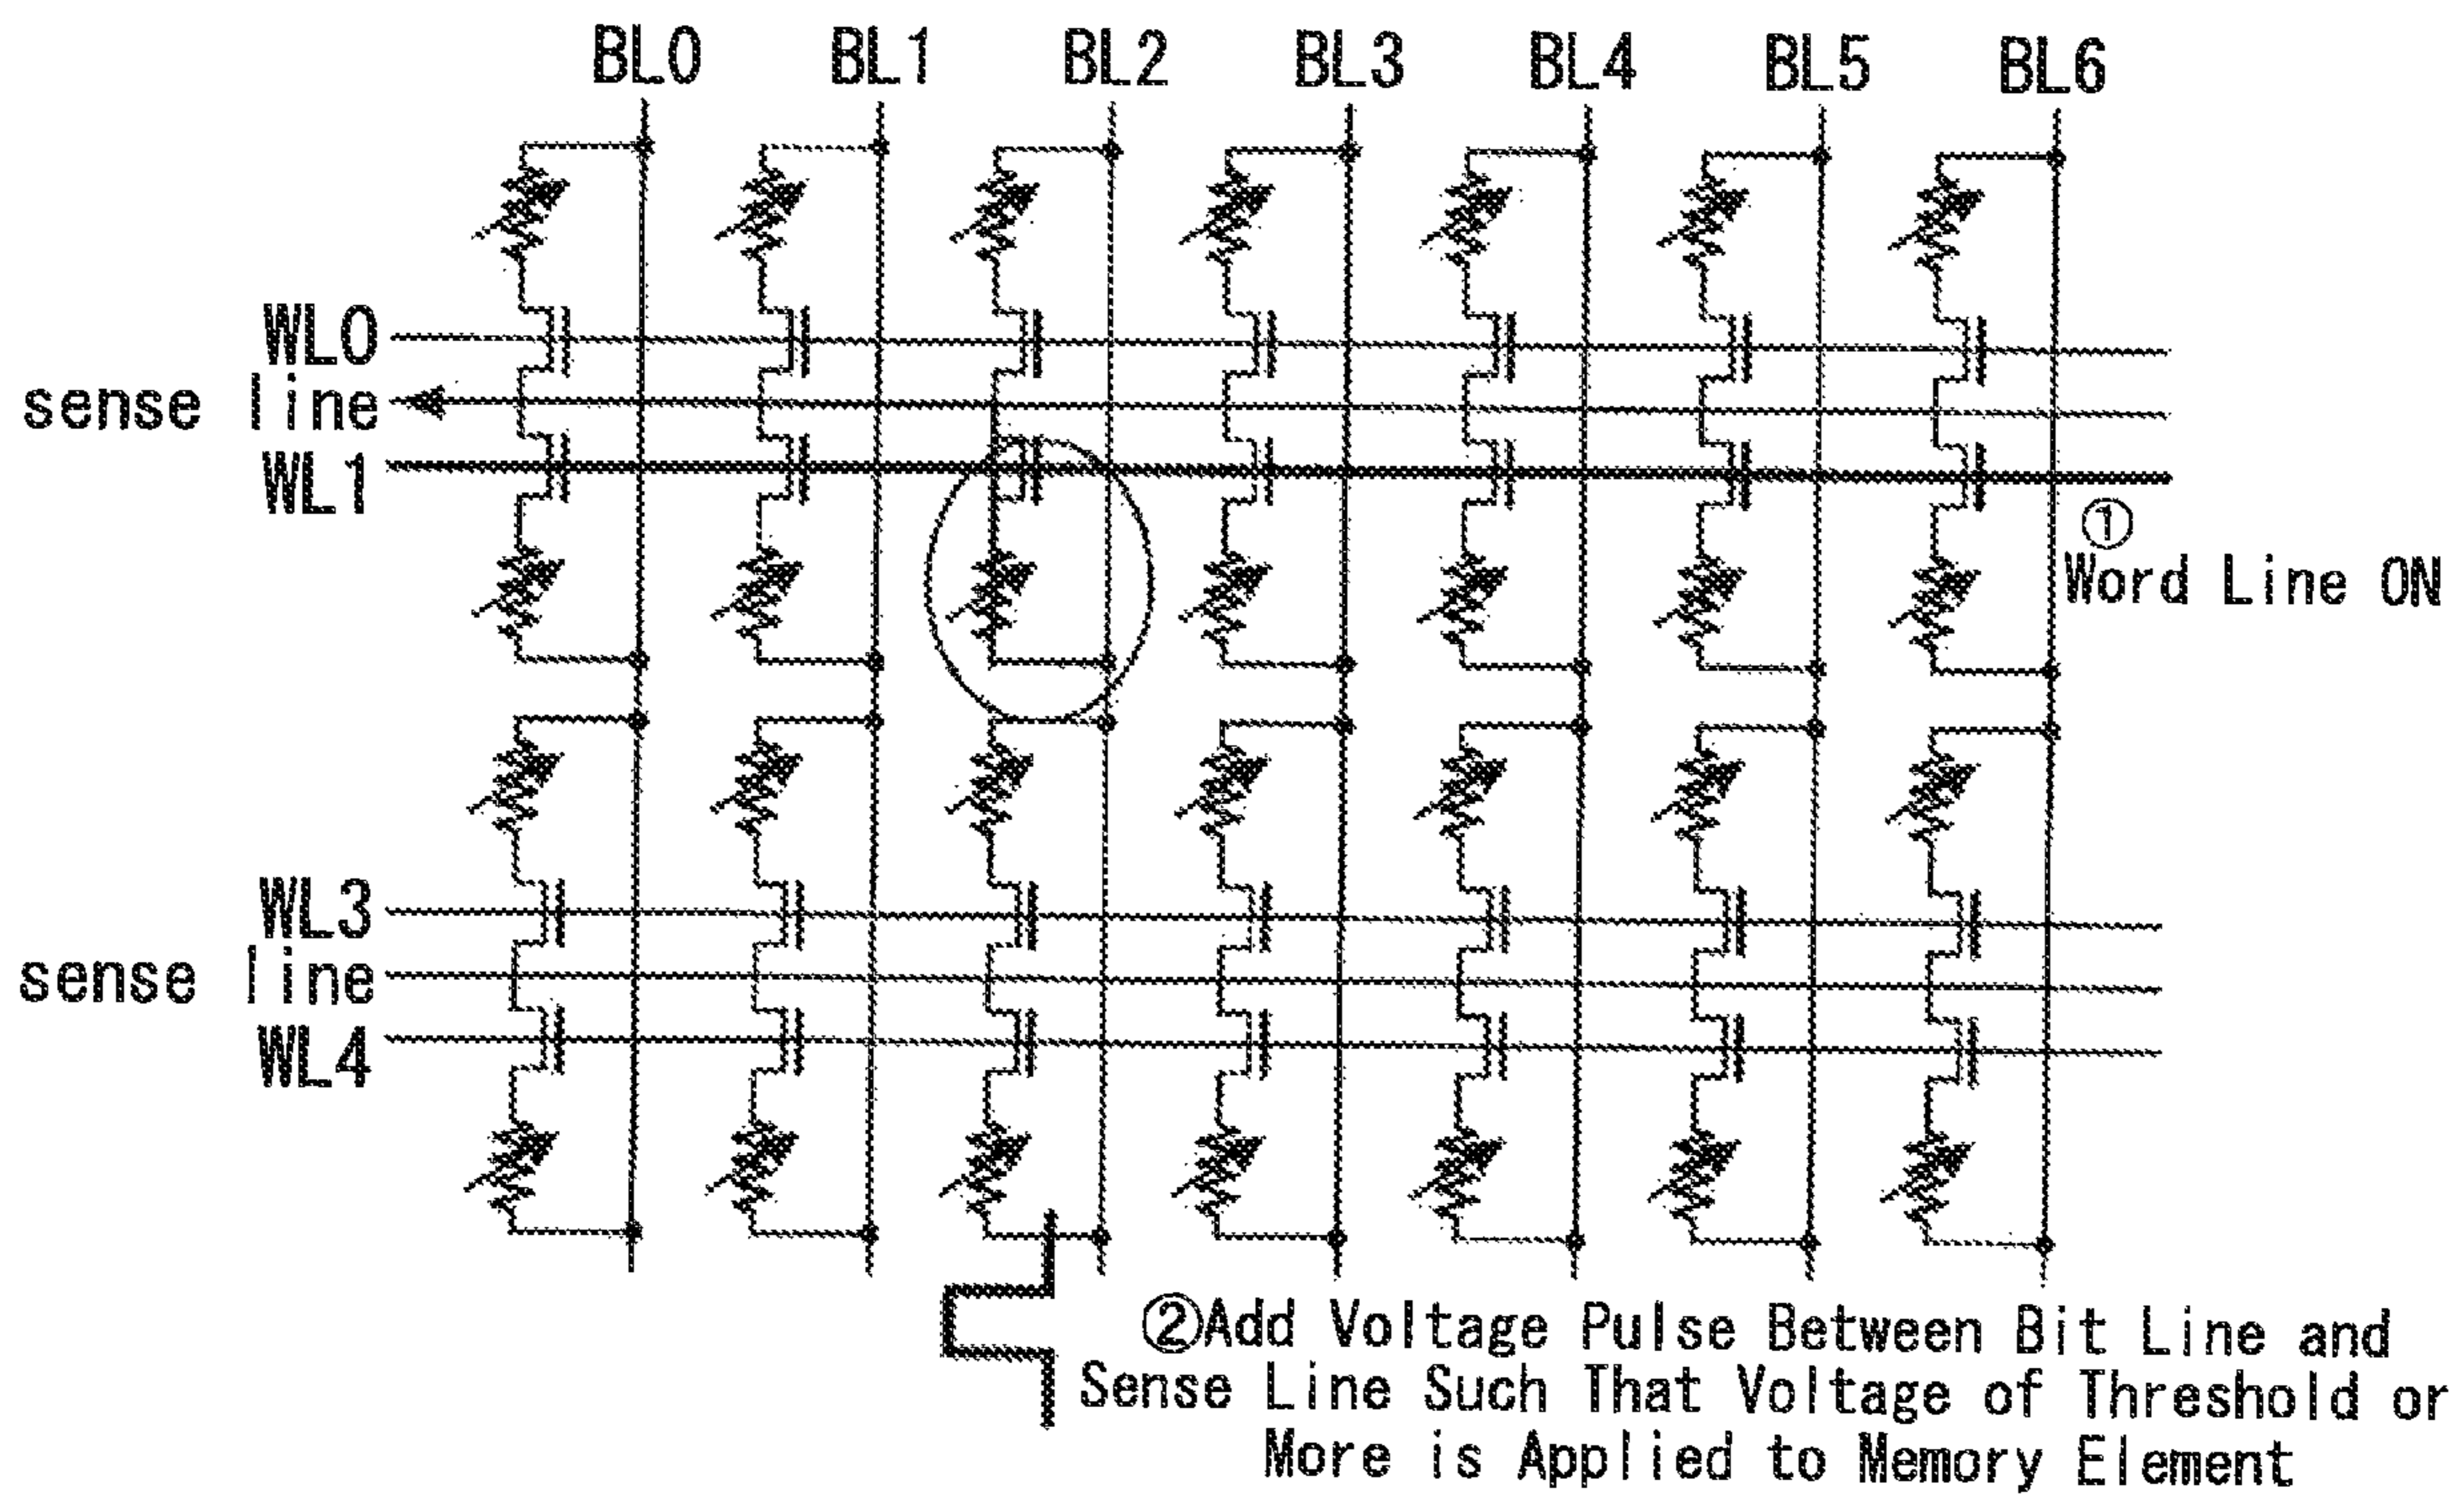 BL0 BL1 BL2 BL3 BL4 BL5 BL6
WL0
sense line
WL1
①
Word Line ON
WL3
sense line
WL4
②Add Voltage Pulse Between Bit Line and
Sense Line Such That Voltage of Threshold or
More is Applied to Memory Element